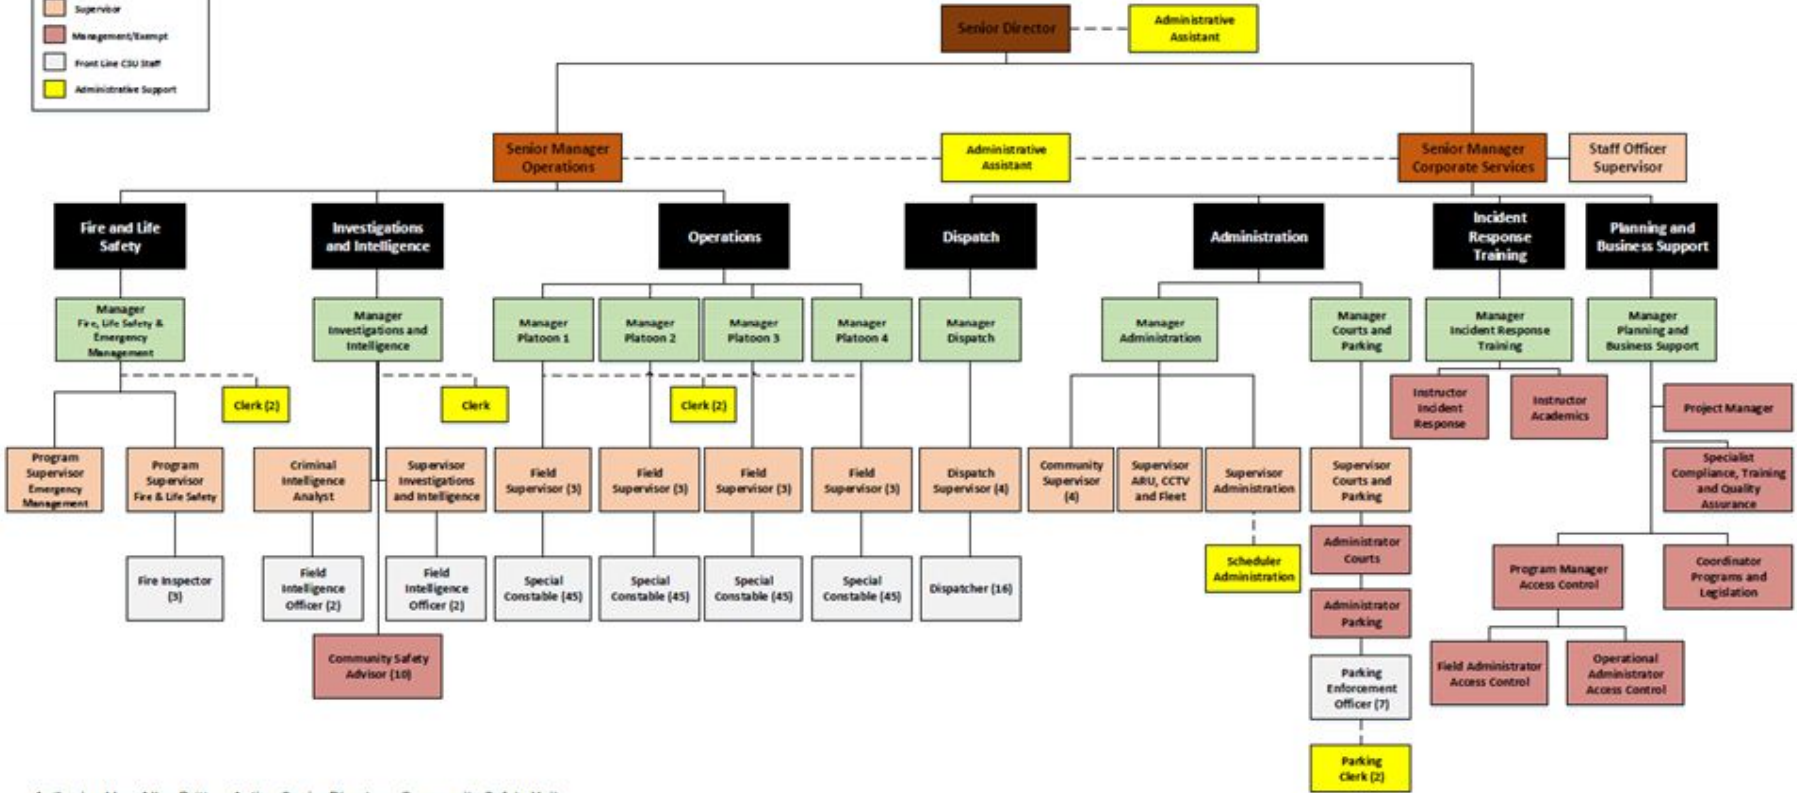 Supervisor
Management/Exempt
Front Line CSU Staff
Administrative Support
Senior Director
Administrative
Assistant
Senior Manager
Operations
Administrative
Assistant
Senior Manager
Corporate Services
Staff Officer
Supervisor
Fire and Life
Safety
Investigations
and Intelligence
Operations
Dispatch
Administration
Incident
Response
Training
Planning and
Business Support
Manager
Fire, Life Safety &
Emergency
Management
Manager
Investigations and
Intelligence
Manager
Platoon 1
Manager
Platoon 2
Manager
Platoon 3
Manager
Platoon 4
Manager
Dispatch
Manager
Administration
Manager
Courts and
Parking
Manager
Incident Response
Training
Manager
Planning and
Business Support
Clerk (2)
Clerk
Clerk (2)
Instructor
Incident
Response
Instructor
Academics
Project Manager
Program
Supervisor
Emergency
Management
Program
Supervisor
Fire & Life Safety
Criminal
Intelligence
Analyst
Supervisor
Investigations
and Intelligence
Field
Supervisor (3)
Field
Supervisor (3)
Field
Supervisor (3)
Field
Supervisor (3)
Dispatch
Supervisor (4)
Community
Supervisor
(4)
Supervisor
ARU, CCTV
and Fleet
Supervisor
Administration
Supervisor
Courts and
Parking
Specialist
Compliance, Training
and Quality
Assurance
Fire Inspector
(3)
Field
Intelligence
Officer (2)
Field
Intelligence
Officer (2)
Special
Constable (45)
Special
Constable (45)
Special
Constable (45)
Special
Constable (45)
Dispatcher (16)
Scheduler
Administration
Administrator
Courts
Administrator
Parking
Program Manager
Access Control
Coordinator
Programs and
Legislation
Community Safety
Advisor (10)
Parking
Enforcement
Officer (7)
Field Administrator
Access Control
Operational
Administrator
Access Control
Parking
Clerk (2)